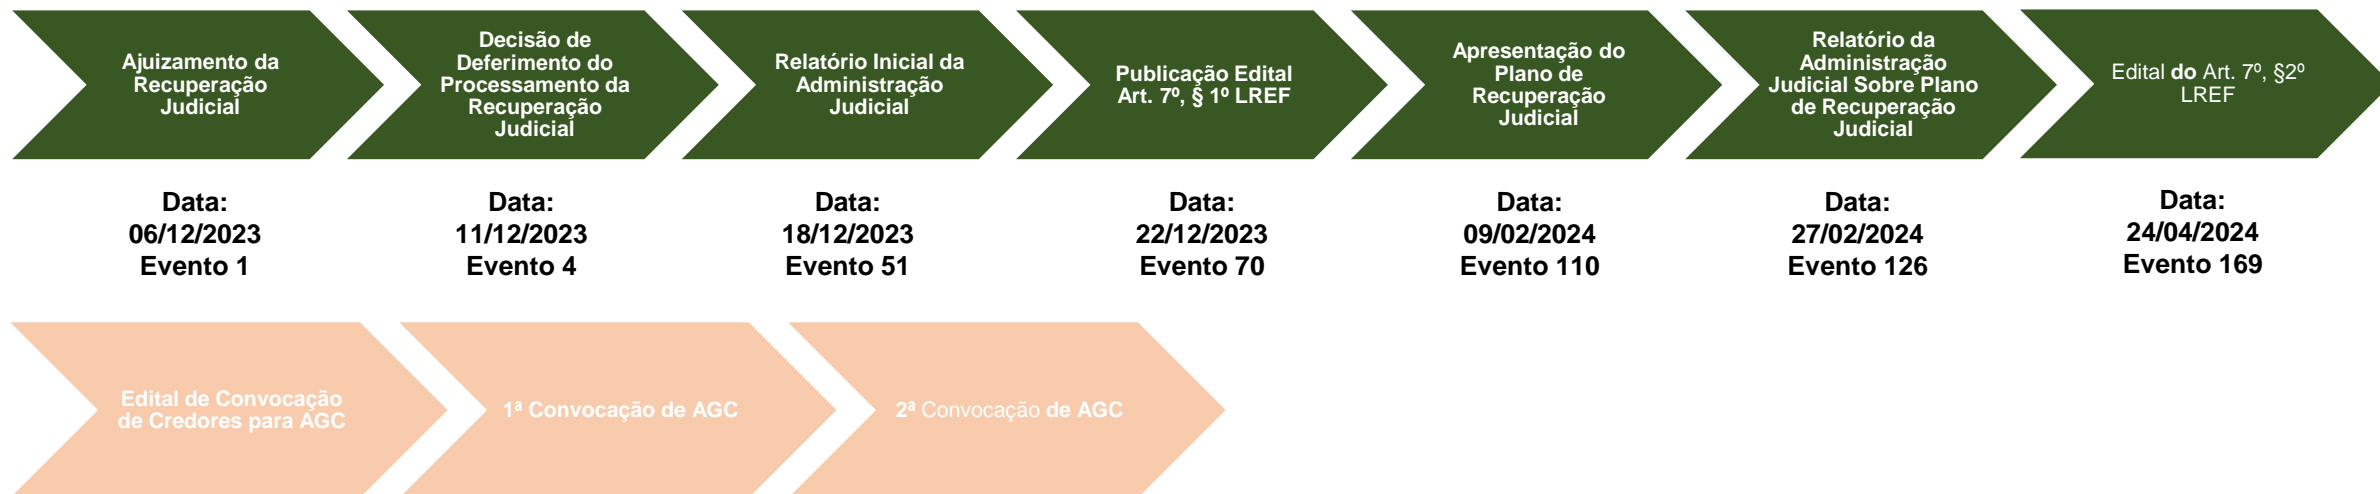 Ajuizamento da
Recuperação
Judicial
Decisão de
Deferimento do
Processamento da
Recuperação
Judicial
Relatório Inicial da
Administração
Judicial
Publicação Edital
Art. 7º, § 1º LREF
Apresentação do
Plano de
Recuperação
Judicial
Relatório da
Administração
Judicial Sobre Plano
de Recuperação
Judicial
Edital do Art. 7º, §2º
LREF
Data:
06/12/2023
Evento 1
Data:
11/12/2023
Evento 4
Data:
18/12/2023
Evento 51
Data:
22/12/2023
Evento 70
Data:
09/02/2024
Evento 110
Data:
27/02/2024
Evento 126
Data:
24/04/2024
Evento 169
Edital de Convocação
de Credores para AGC
1ª Convocação de AGC
2ª Convocação de AGC